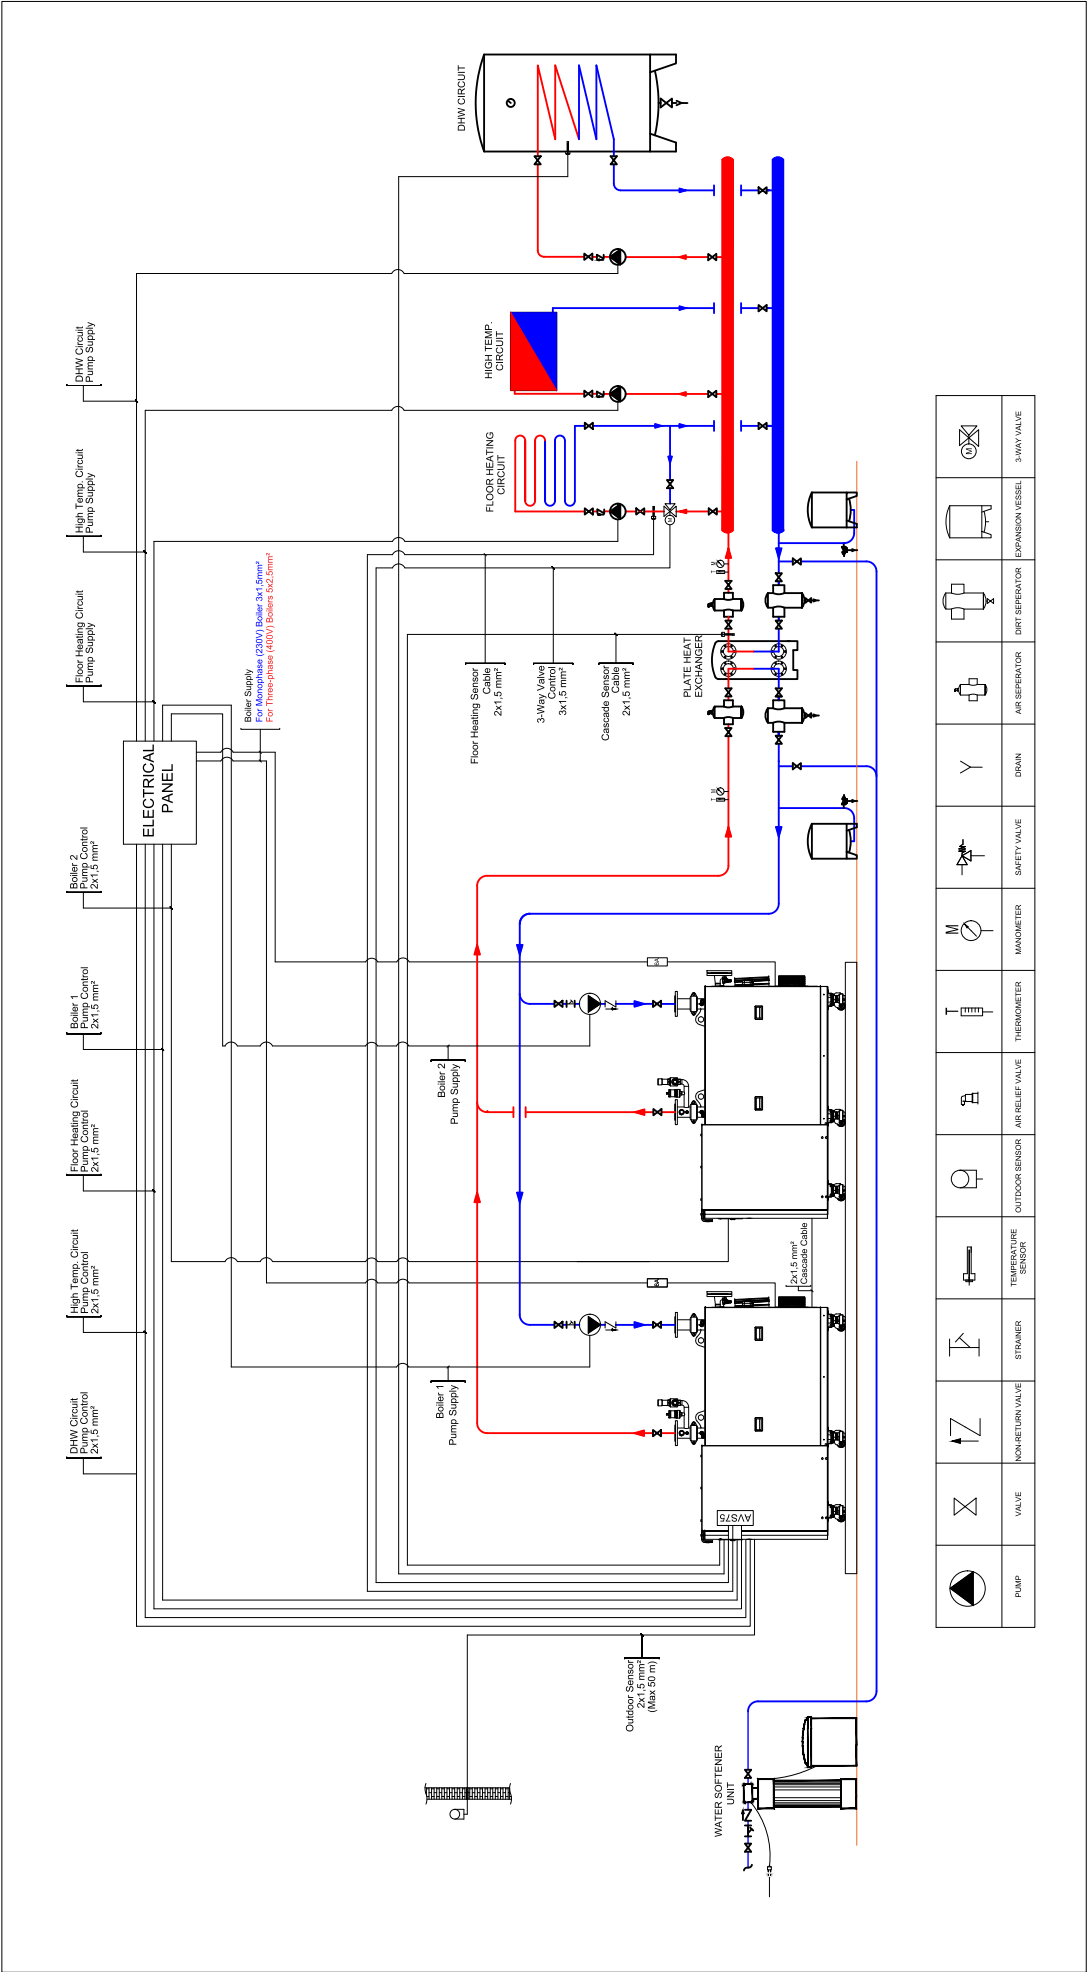 DHW Circuit
Pump Control
2x1,5 mm²
High Temp. Circuit
Pump Control
2x1,5 mm²
Floor Heating Circuit
Pump Control
2x1,5 mm²
Boiler 1
Pump Control
2x1,5 mm²
Boiler 2
Pump Control
2x1,5 mm²
ELECTRICAL
PANEL
Floor Heating Circuit
Pump Supply
High Temp. Circuit
Pump Supply
DHW Circuit
Pump Supply
Boiler Supply
For Monophase (230V) Boiler 3x1,5mm²
For Three-phase (400V) Boilers 5x2,5mm²
Boiler 1
Pump Supply
Boiler 2
Pump Supply
Floor Heating Sensor
Cable
2x1,5 mm²
3-Way Valve
Control
3x1,5 mm²
Cascade Sensor
Cable
2x1,5 mm²
FLOOR HEATING
CIRCUIT
HIGH TEMP.
CIRCUIT
DHW CIRCUIT
M
Outdoor Sensor
2x1,5 mm²
(Max 50 m)
WATER SOFTENER
UNIT
AVS75
2x1,5 mm²
Cascade Cable
T
M
PLATE HEAT
EXCHANGER
T
M
T
M
M
PUMP
VALVE
NON-RETURN VALVE
STRAINER
TEMPERATURE
SENSOR
OUTDOOR SENSOR
AIR RELIEF VALVE
THERMOMETER
MANOMETER
SAFETY VALVE
DRAIN
AIR SEPERATOR
DIRT SEPERATOR
EXPANSION VESSEL
3-WAY VALVE